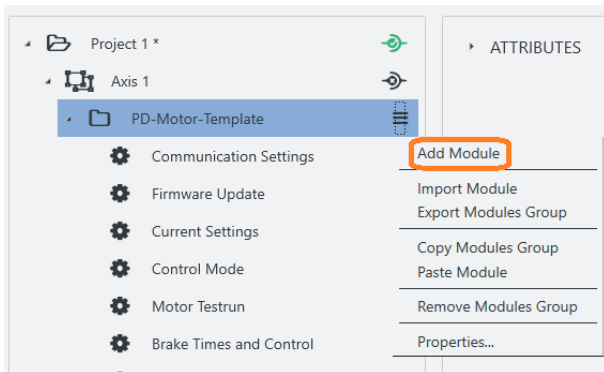 Project 1 *
ATTRIBUTES
Axis 1
PD-Motor-Template
Communication Settings
Add Module
Firmware Update
Import Module
Export Modules Group
Current Settings
Copy Modules Group
Control Mode
Paste Module
Motor Testrun
Remove Modules Group
Brake Times and Control
Properties...